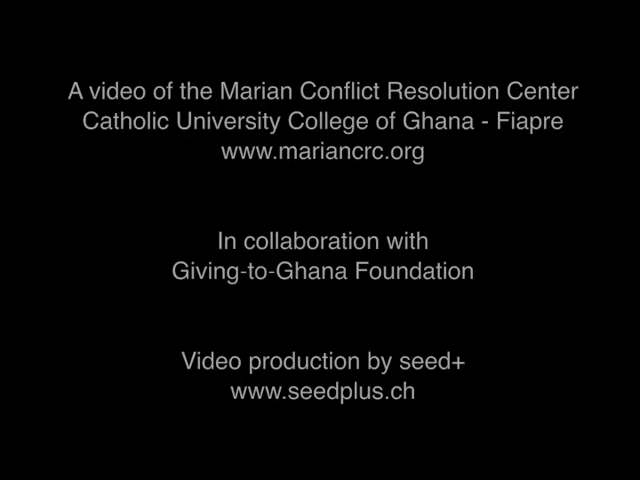 A video of the Marian Conflict Resolution Center
Catholic University College of Ghana - Fiapre
www.mariancrc.org
In collaboration with
Giving-to-Ghana Foundation
Video production by seed+
www.seedplus.ch